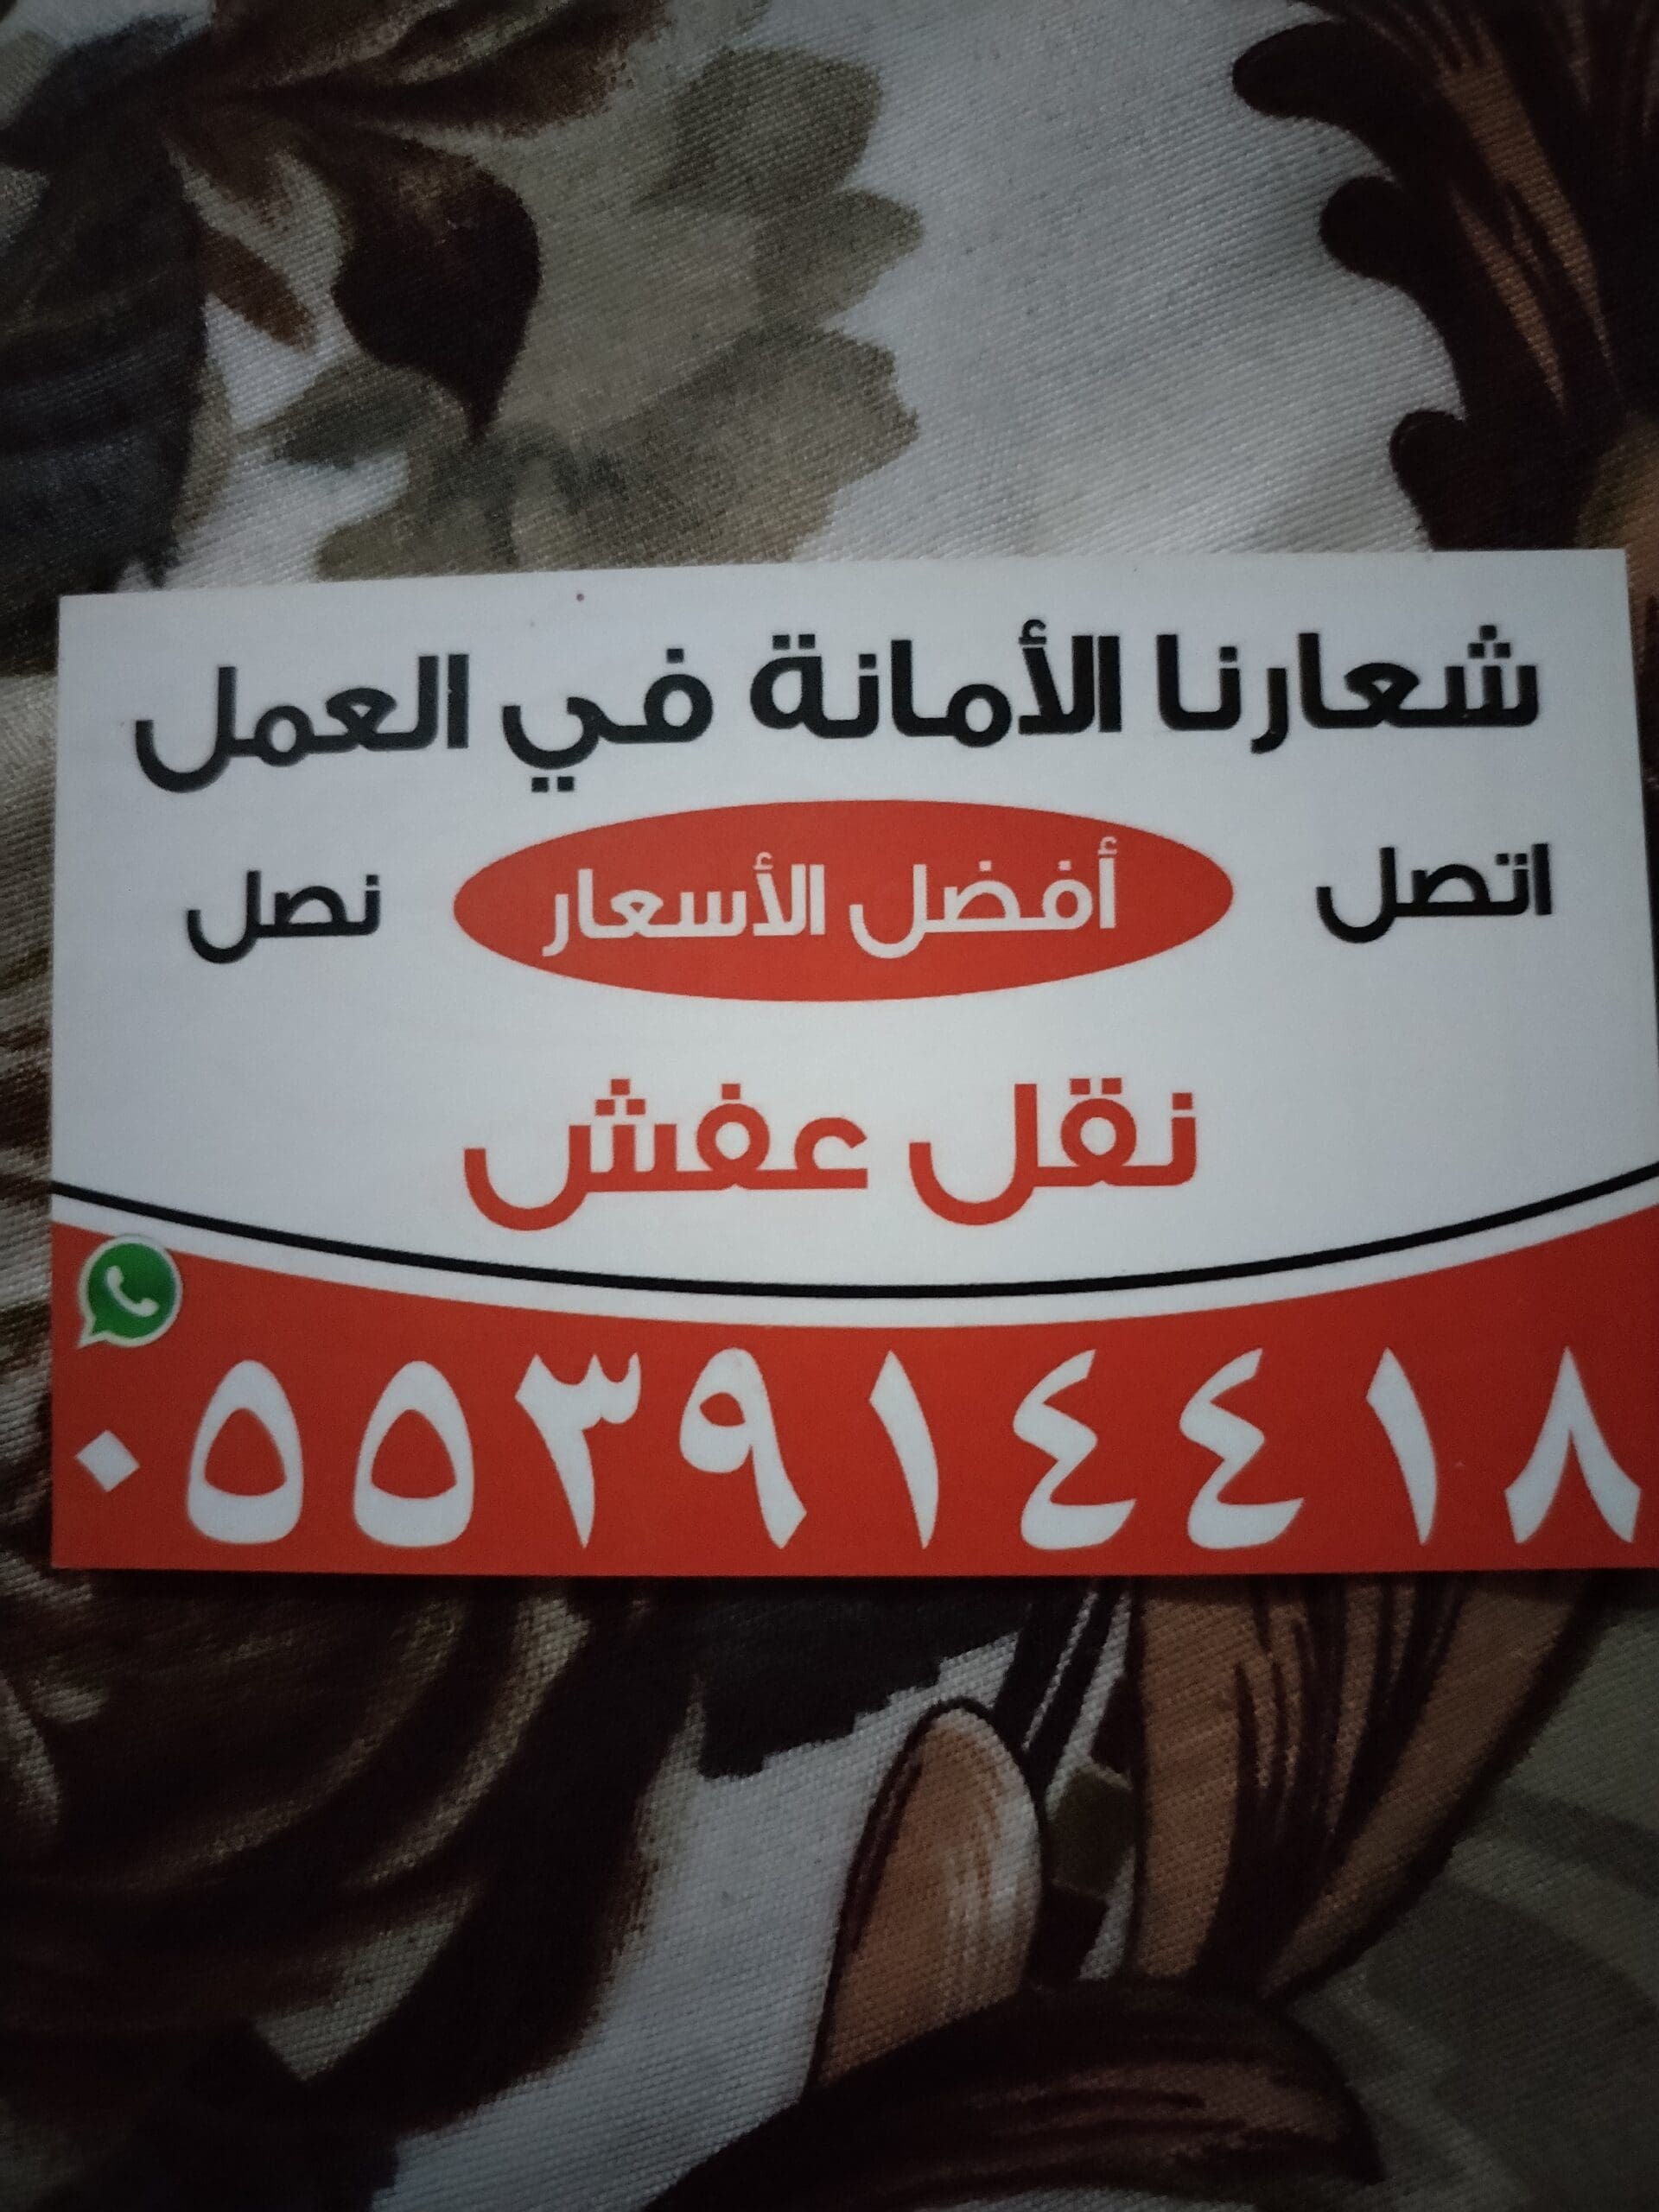 شعارنا الأمانة في العمل
اتصل أفضل الأسعار نصل
نقل عفش
٠٥٥٣٩١٤٤١٨